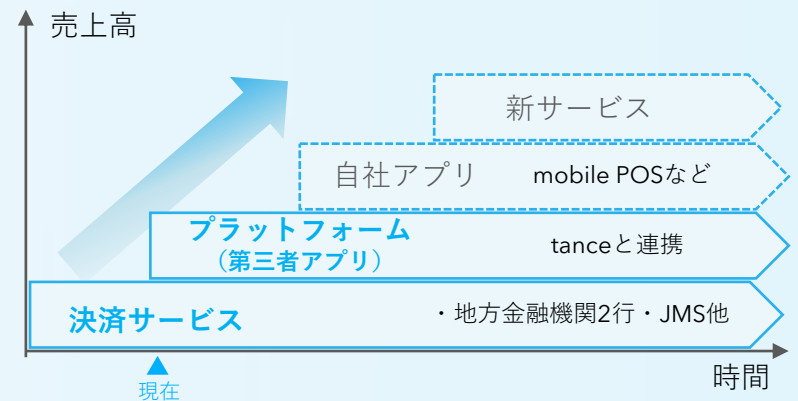 売上高
新サービス
自社アプリ mobile POSなど
プラットフォーム
（第三者アプリ） tanceと連携
決済サービス ・地方金融機関2行・JMS他
時間
現在